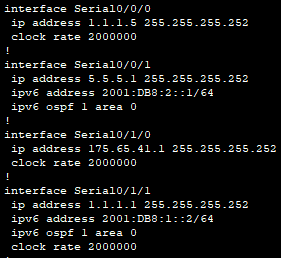 interface Serial0/0/0
ip address 1.1.1.5 255.255.255.252
clock rate 2000000
!
interface Serial0/0/1
ip address 5.5.5.1 255.255.255.252
ipv6 address 2001:DB8:2::1/64
ipv6 ospf 1 area 0
!
interface Serial0/1/0
ip address 175.65.41.1 255.255.255.252
clock rate 2000000
!
interface Serial0/1/1
ip address 1.1.1.1 255.255.255.252
ipv6 address 2001:DB8:1::2/64
ipv6 ospf 1 area 0
clock rate 2000000